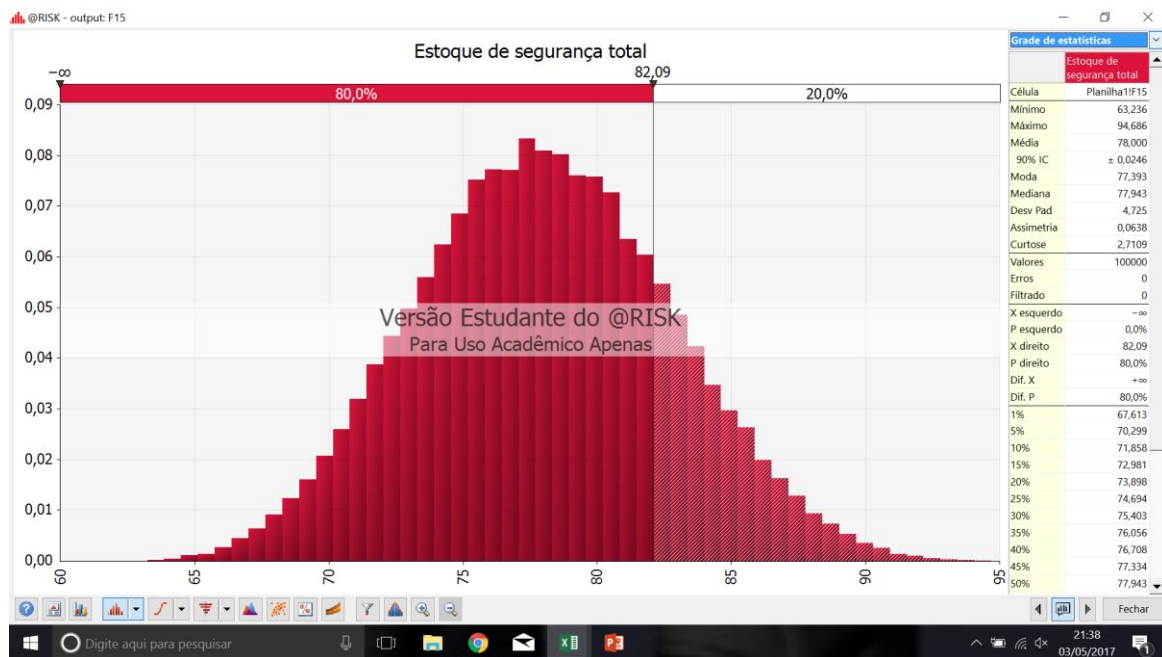 @RISK - output: F15
Estoque de segurança total
−∞
82,09
80,0%
20,0%
0,09
0,08
0,07
0,06
0,05
0,04
0,03
0,02
0,01
0,00
60
65
70
75
80
85
90
95
Versão Estudante do @RISK
Para Uso Acadêmico Apenas
Grade de estatísticas
Estoque de
segurança total
Célula Planilha1!F15
Mínimo 63,236
Máximo 94,686
Média 78,000
90% IC ± 0,0246
Moda 77,393
Mediana 77,943
Desv Pad 4,725
Assimetria 0,0638
Curtose 2,7109
Valores 100000
Erros 0
Filtrado 0
X esquerdo −∞
P esquerdo 0,0%
X direito 82,09
P direito 80,0%
Dif. X +∞
Dif. P 80,0%
1% 67,613
5% 70,299
10% 71,858
15% 72,981
20% 73,898
25% 74,694
30% 75,403
35% 76,056
40% 76,708
45% 77,334
50% 77,943
Fechar
Digite aqui para pesquisar
21:38
03/05/2017